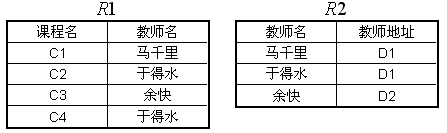 R1 R2
课程名 教师名 教师名 教师地址
C1 马千里 马千里 D1
C2 于得水 于得水 D1
C3 余快 余快 D2
C4 于得水